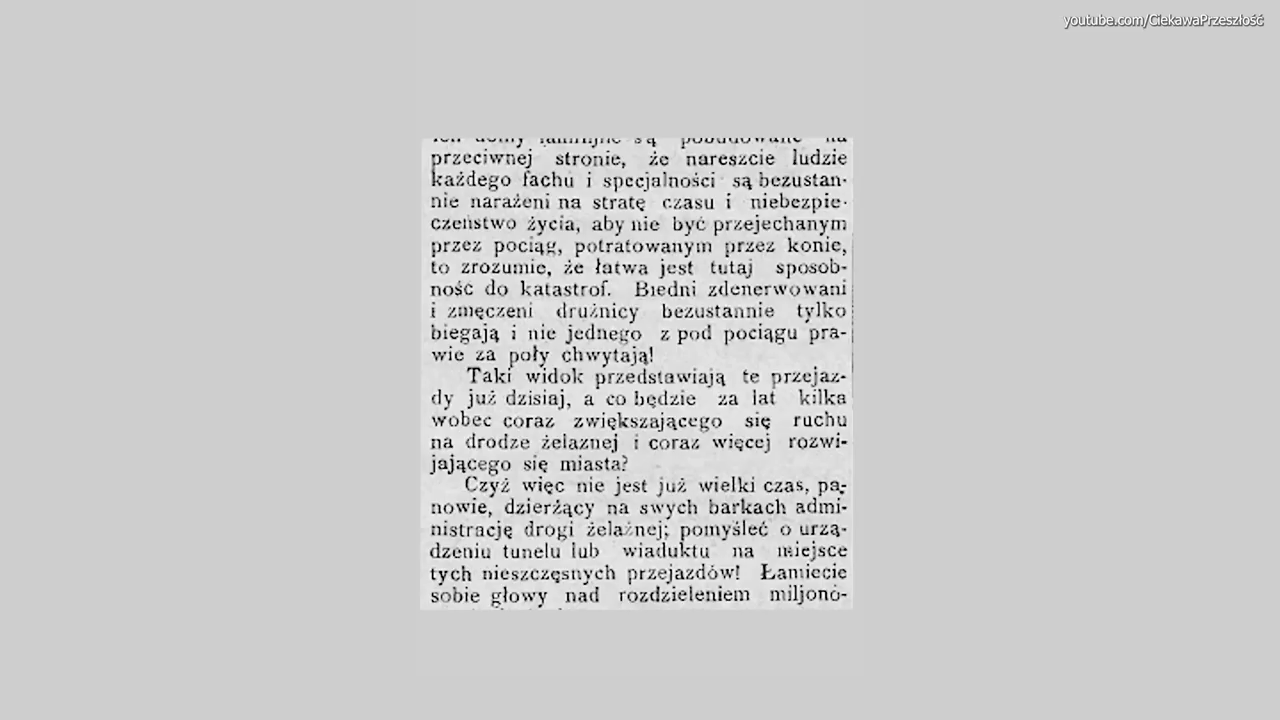 youtube.com/CiekawaPrzeszłość
domy familijne są pobudowane na
przeciwnej stronie, że nareszcie ludzie
każdego fachu i specjalności są bezustan-
nie narażeni na stratę czasu i niebezpie-
czeństwo życia, aby nie być przejechanym
przez pociąg, potratowanym przez konie,
to zrozumie, że łatwa jest tutaj sposob-
ność do katastrof. Biedni zdenerwowani
i zmęczeni drużnicy bezustannie tylko
biegają i nie jednego z pod pociągu pra-
wie za poły chwytają!
Taki widok przedstawiają te przejaz-
dy już dzisiaj, a co będzie za lat kilka
wobec coraz zwiększającego się ruchu
na drodze żelaznej i coraz więcej rozwi-
jającego się miasta?
Czyż więc nie jest już wielki czas, pa-
nowie, dzierżący na swych barkach admi-
nistrację drogi żelaznej; pomyśleć o urzą-
dzeniu tunelu lub wiaduktu na miejsce
tych nieszczęsnych przejazdów! Łamiecie
sobie głowy nad rozdzieleniem miljono-